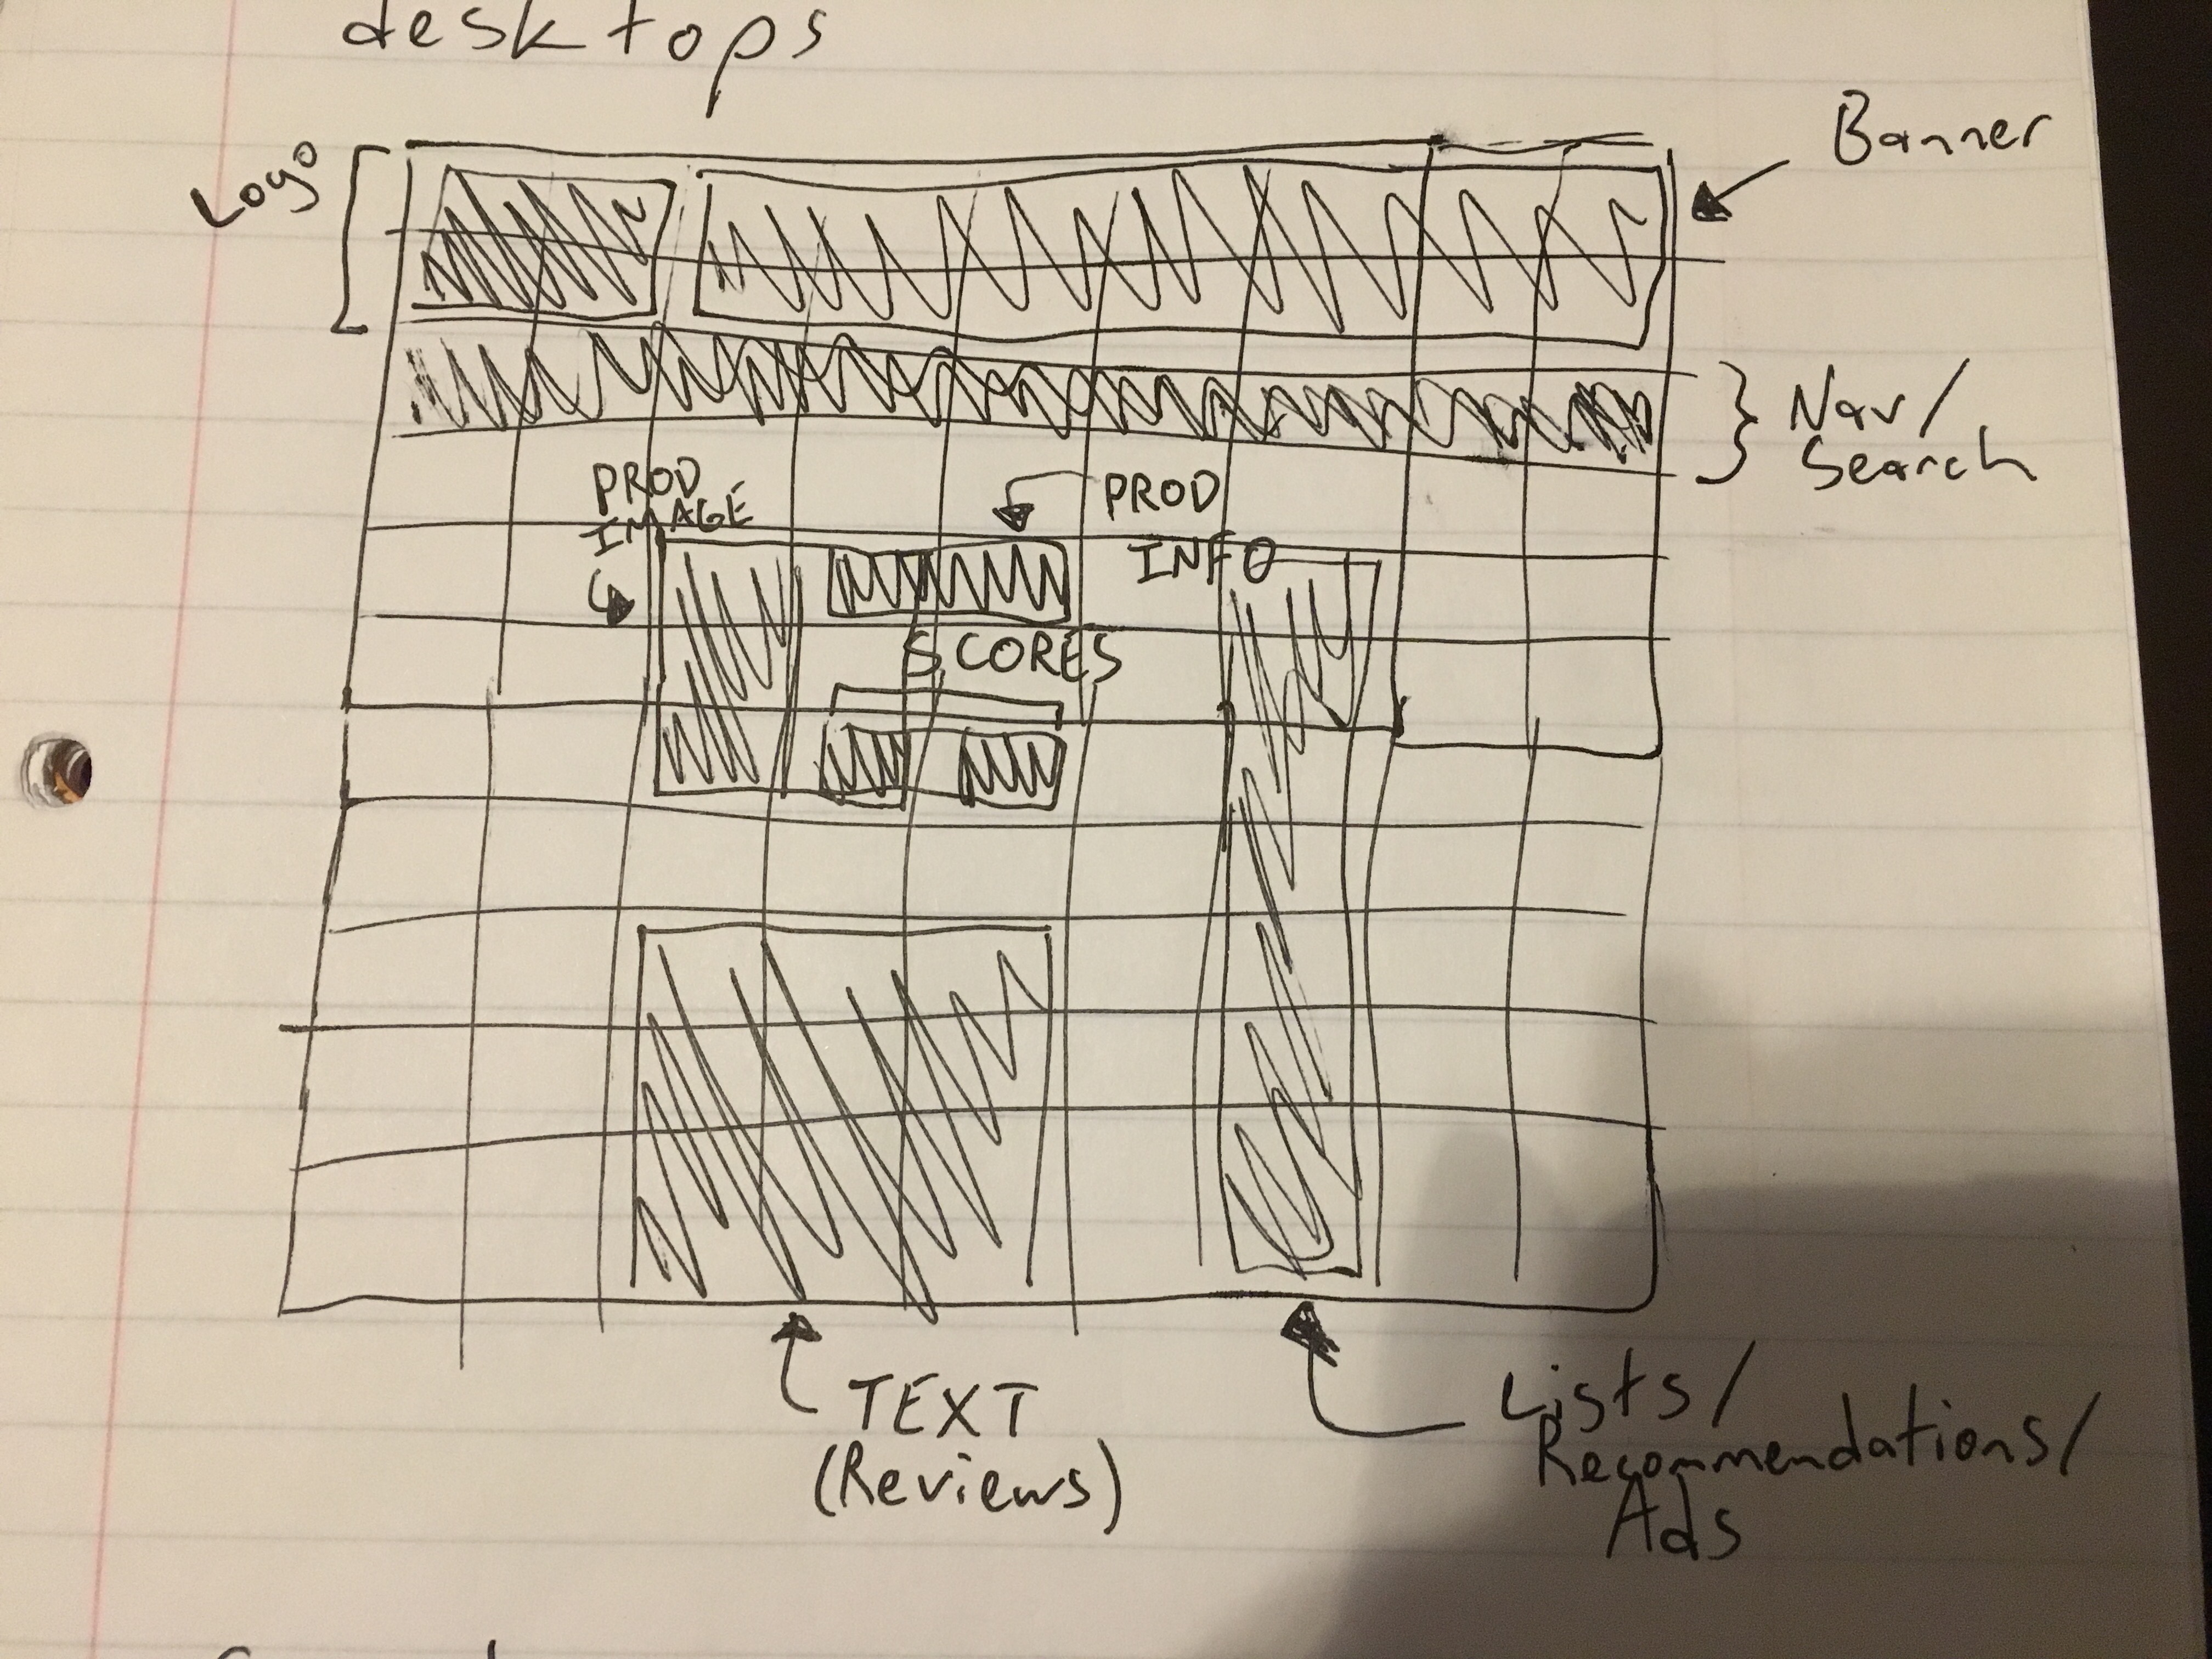 desktops
Banner
Logo
Nav/
Search
PROD
IMAGE
PROD
INFO
SCORES
TEXT
(Reviews)
Lists/
Recommendations/
Ads